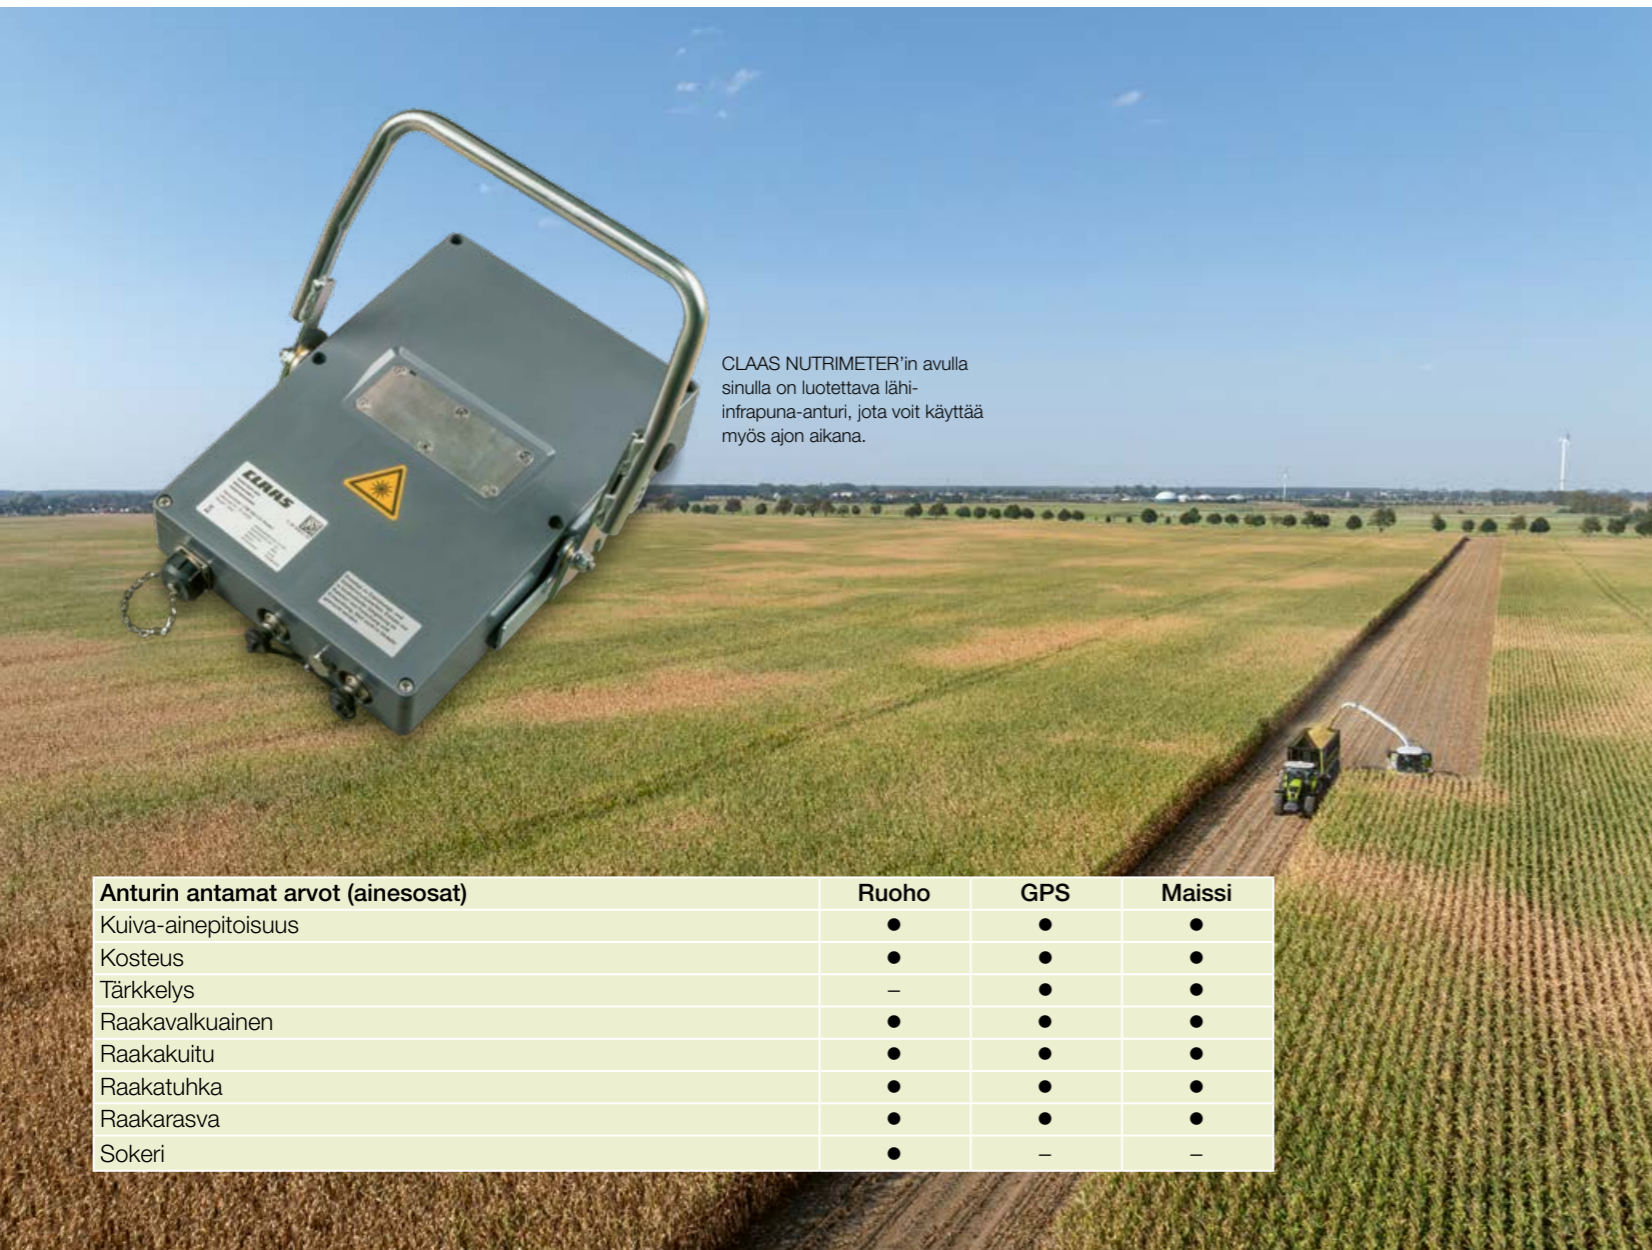 CLAAS NUTRIMETER'in avulla
sinulla on luotettava lähi-
infrapuna-anturi, jota voit käyttää
myös ajon aikana.
CLAAS
Anturin antamat arvot (ainesosat) Ruoho GPS Maissi
Kuiva-ainepitoisuus ● ● ●
Kosteus ● ● ●
Tärkkelys – ● ●
Raakavalkuainen ● ● ●
Raakakuitu ● ● ●
Raakatuhka ● ● ●
Raakarasva ● ● ●
Sokeri ● – –